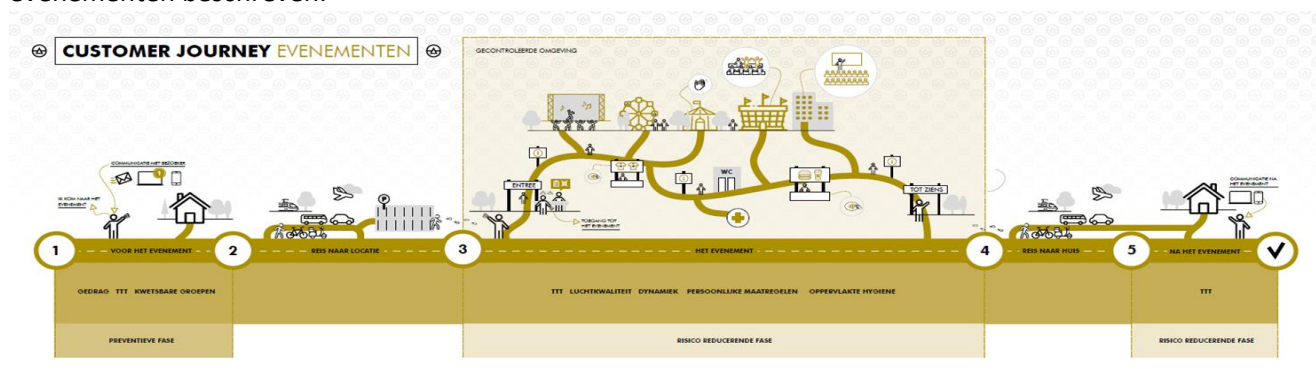 evenementen beschreven.
CUSTOMER JOURNEY EVENEMENTEN
GECONTROLEERDE OMGEVING
COMMUNICATIE MET BEZOEKER
1
IK KOM NAAR HET
EVENEMENT
P
ENTREE
TOEGANG TOT
HET EVENEMENT
WC
TOT ZIENS
COMMUNICATIE NA
HET EVENEMENT
1 VOOR HET EVENEMENT 2 REIS NAAR LOCATIE 3 HET EVENEMENT 4 REIS NAAR HUIS 5 NA HET EVENEMENT
GEDRAG TTT KWETSBARE GROEPEN
TTT LUCHTKWALITEIT DYNAMIEK PERSOONLIJKE MAATREGELEN OPPERVLAKTE HYGIENE
TTT
PREVENTIEVE FASE
RISICO REDUCERENDE FASE
RISICO REDUCERENDE FASE